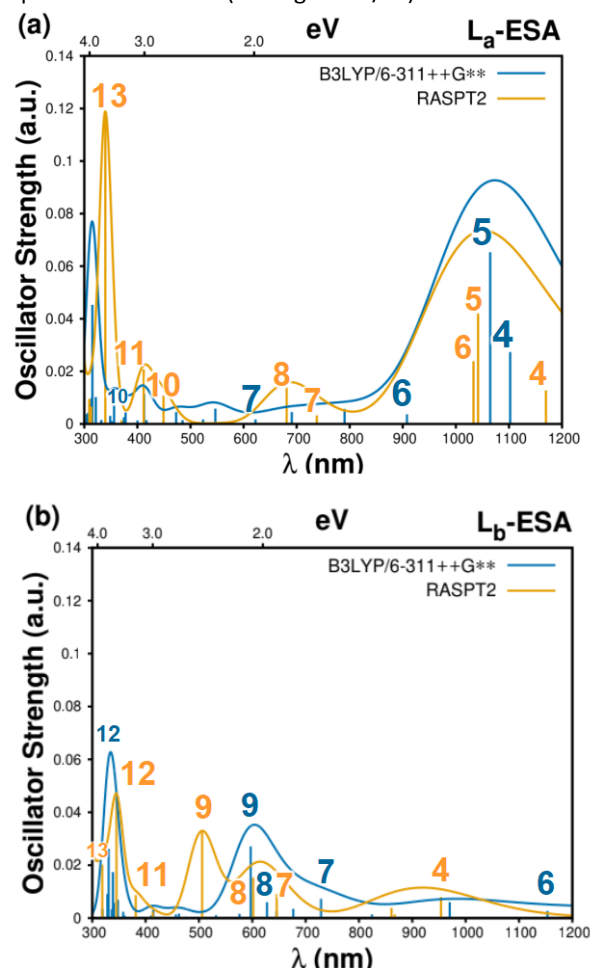 (a) eV La-ESA
4.0 3.0 2.0
B3LYP/6-311++G**
RASPT2
Oscillator Strength (a.u.)
0.14
0.12
0.1
0.08
0.06
0.04
0.02
0
13
11
10
10
7
8
7
6
5
5
6
4
4
300 400 500 600 700 800 900 1000 1100 1200
λ (nm)
(b) eV Lb-ESA
4.0 3.0 2.0
B3LYP/6-311++G**
RASPT2
Oscillator Strength (a.u.)
0.14
0.12
0.1
0.08
0.06
0.04
0.02
0
12
12
13
11
9
9
8
8
7
7
4
6
300 400 500 600 700 800 900 1000 1100 1200
λ (nm)